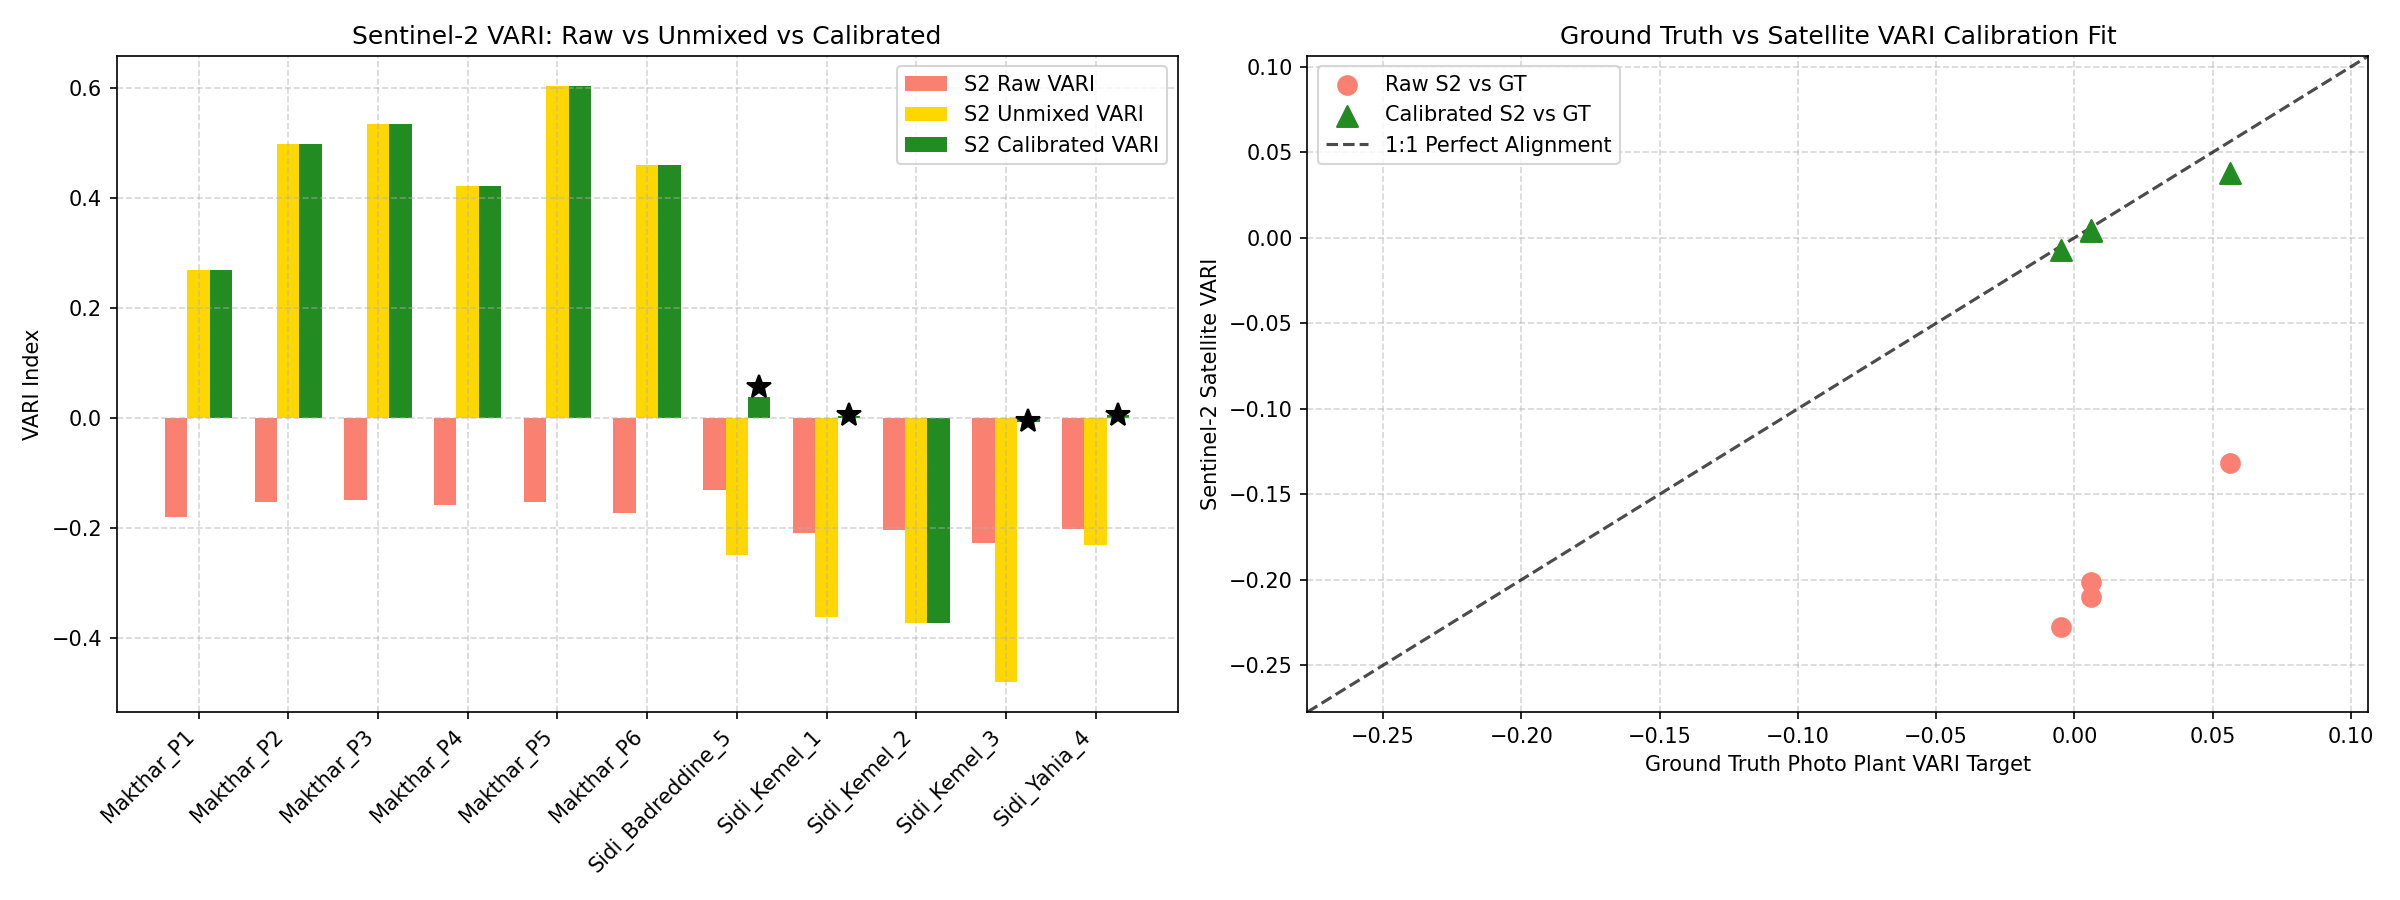 Sentinel-2 VARI: Raw vs Unmixed vs Calibrated
S2 Raw VARI
S2 Unmixed VARI
S2 Calibrated VARI
VARI Index
0.6
0.4
0.2
0.0
−0.2
−0.4
Makthar_P1
Makthar_P2
Makthar_P3
Makthar_P4
Makthar_P5
Makthar_P6
Sidi_Badreddine_5
Sidi_Kemel_1
Sidi_Kemel_2
Sidi_Kemel_3
Sidi_Yahia_4
Ground Truth vs Satellite VARI Calibration Fit
Raw S2 vs GT
Calibrated S2 vs GT
1:1 Perfect Alignment
Sentinel-2 Satellite VARI
0.10
0.05
0.00
−0.05
−0.10
−0.15
−0.20
−0.25
−0.25
−0.20
−0.15
−0.10
−0.05
0.00
0.05
0.10
Ground Truth Photo Plant VARI Target